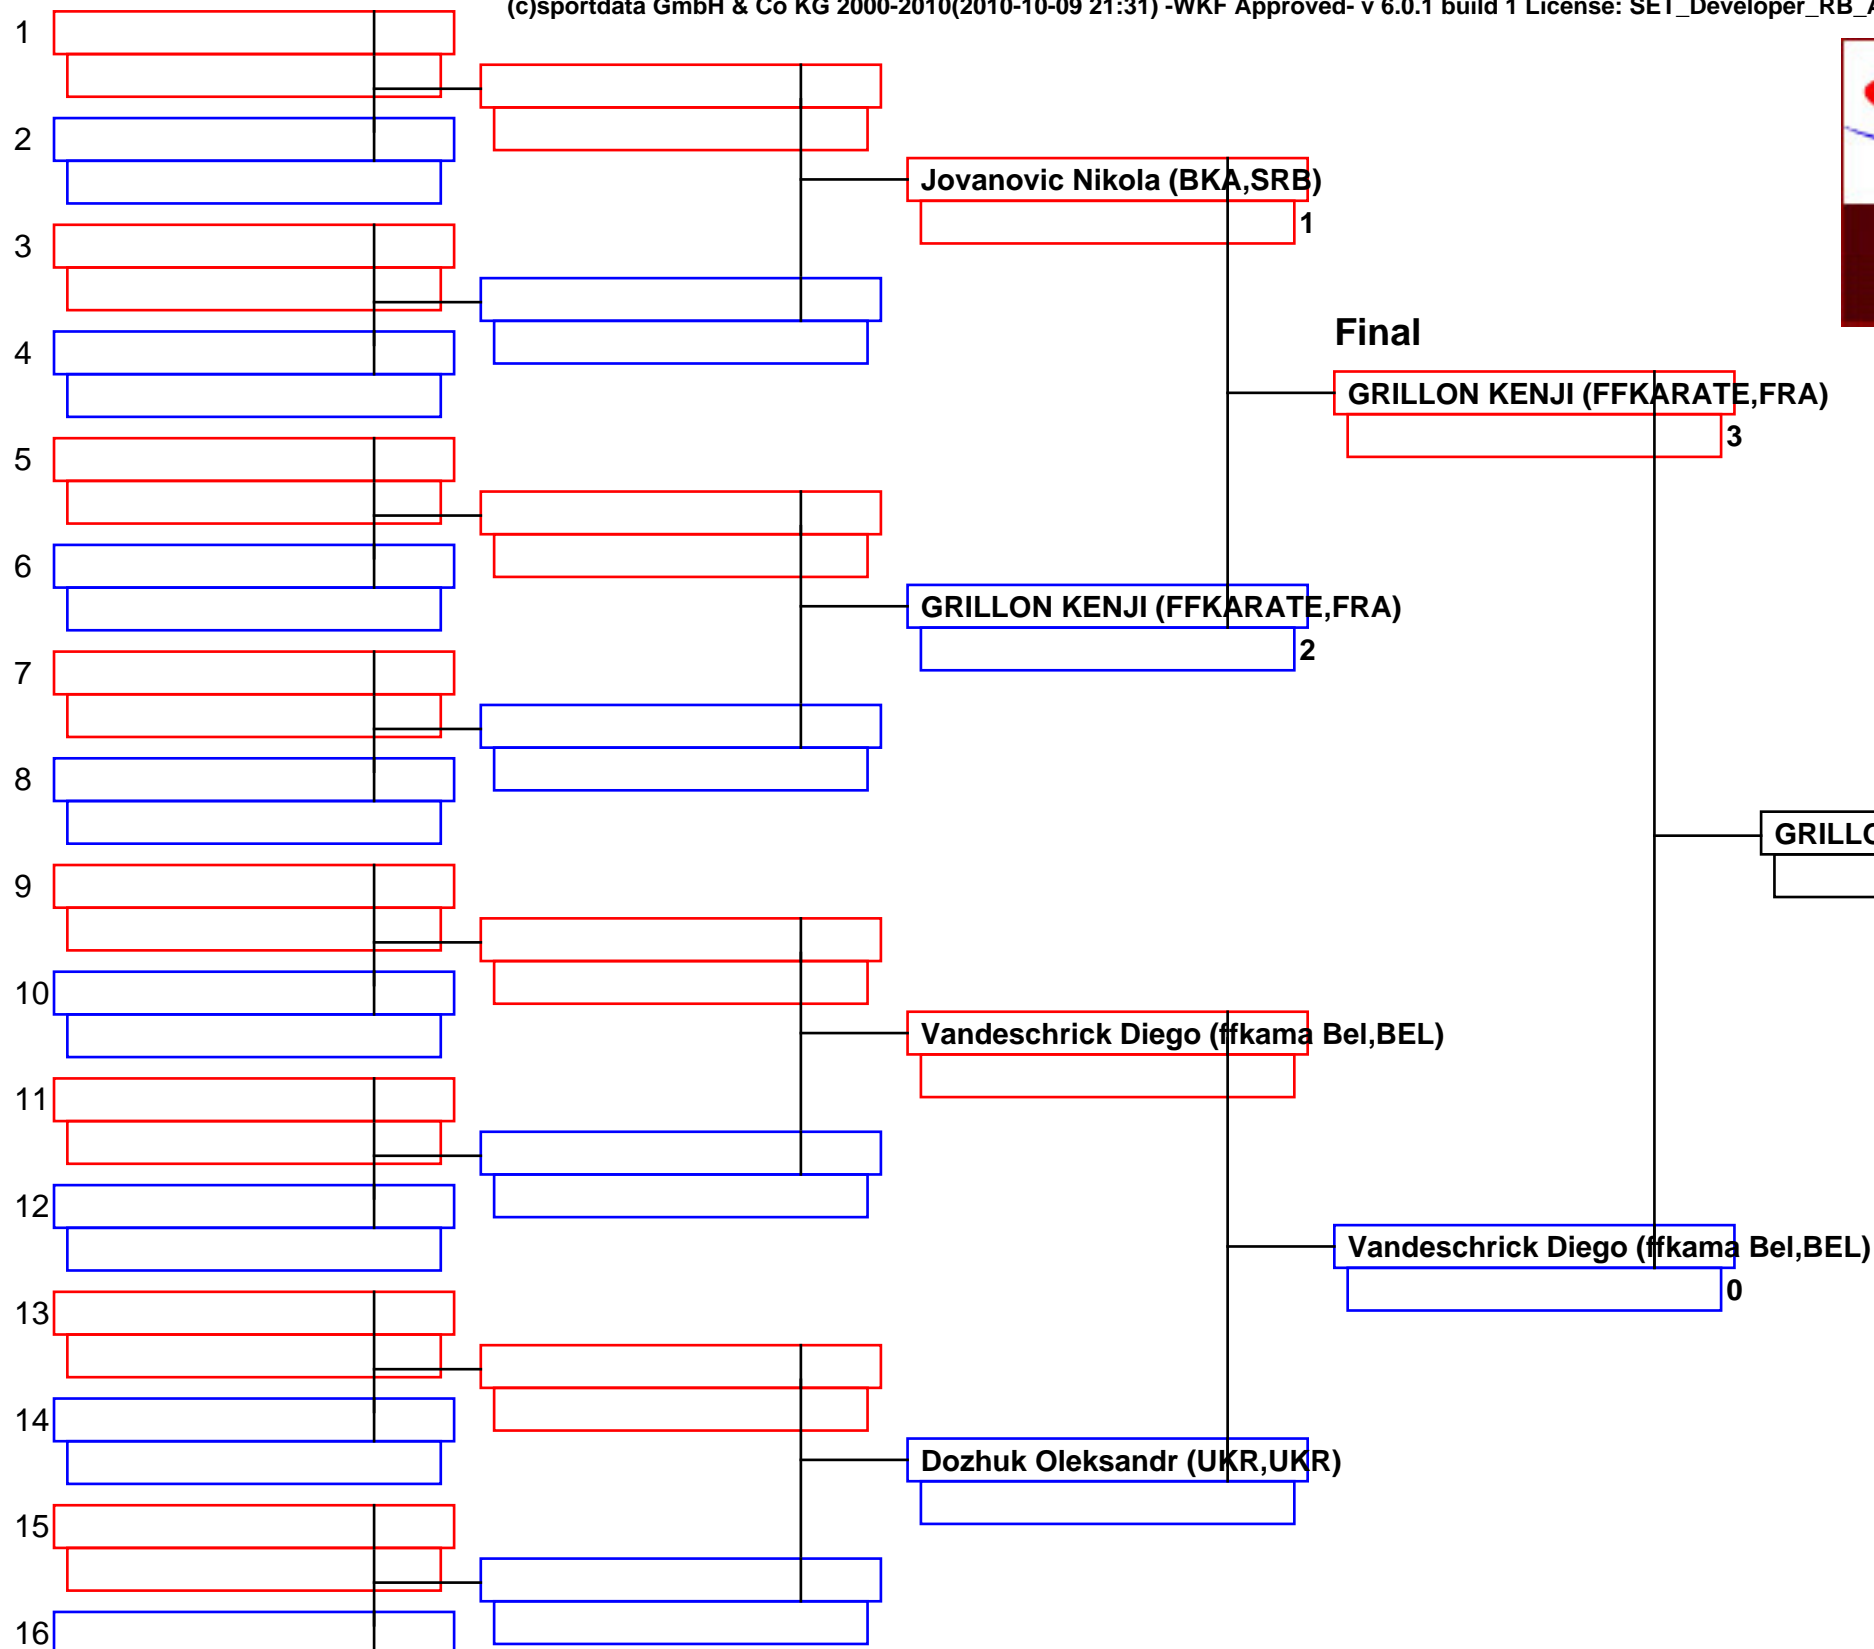 (c)sportdata GmbH & Co KG 2000-2010(2010-10-09 21:31) -WKF Approved- v 6.0.1 build 1 License: SET_Developer_RB_
1
2
Jovanovic Nikola (BKA,SRB)
1
3
Final
4
GRILLON KENJI (FFKARATE,FRA)
3
5
6
GRILLON KENJI (FFKARATE,FRA)
2
7
8
GRILL
9
10
Vandeschrick Diego (ffkama Bel,BEL)
11
12
Vandeschrick Diego (ffkama Bel,BEL)
0
13
14
Dozhuk Oleksandr (UKR,UKR)
15
16